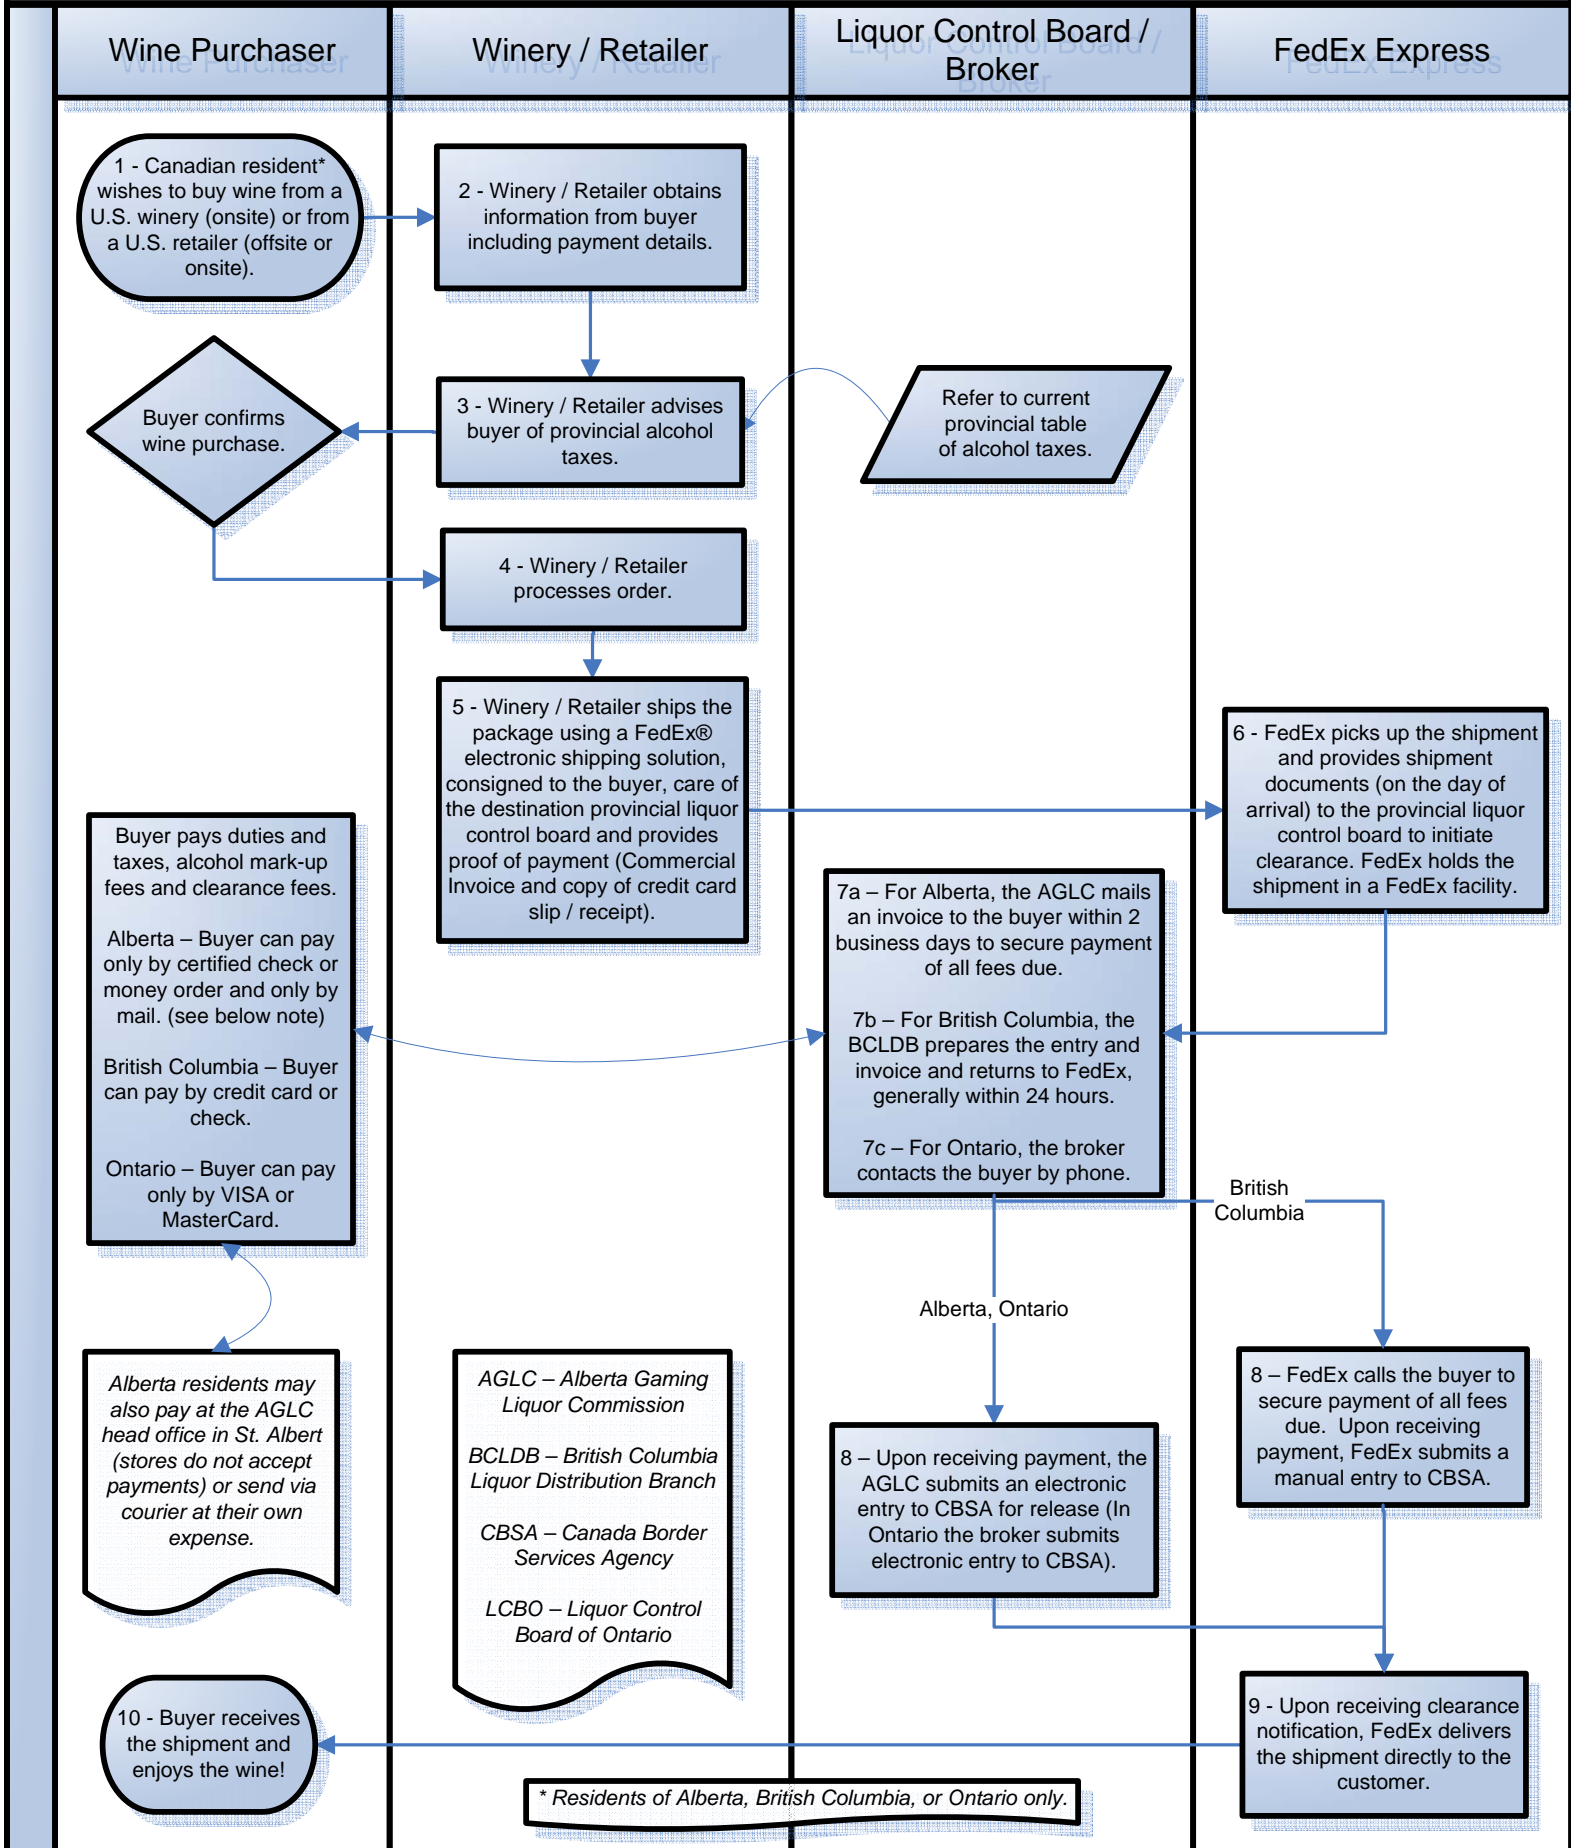 Wine Purchaser
Winery / Retailer
Liquor Control Board /
Broker
FedEx Express
1 - Canadian resident*
wishes to buy wine from a
U.S. winery (onsite) or from
a U.S. retailer (offsite or
onsite).
2 - Winery / Retailer obtains
information from buyer
including payment details.
Buyer confirms
wine purchase.
3 - Winery / Retailer advises
buyer of provincial alcohol
taxes.
Refer to current
provincial table
of alcohol taxes.
4 - Winery / Retailer
processes order.
5 - Winery / Retailer ships the
package using a FedEx®
electronic shipping solution,
consigned to the buyer, care of
the destination provincial liquor
control board and provides
proof of payment (Commercial
Invoice and copy of credit card
slip / receipt).
6 - FedEx picks up the shipment
and provides shipment
documents (on the day of
arrival) to the provincial liquor
control board to initiate
clearance. FedEx holds the
shipment in a FedEx facility.
Buyer pays duties and
taxes, alcohol mark-up
fees and clearance fees.
Alberta – Buyer can pay
only by certified check or
money order and only by
mail. (see below note)
British Columbia – Buyer
can pay by credit card or
check.
Ontario – Buyer can pay
only by VISA or
MasterCard.
7a – For Alberta, the AGLC mails
an invoice to the buyer within 2
business days to secure payment
of all fees due.
7b – For British Columbia, the
BCLDB prepares the entry and
invoice and returns to FedEx,
generally within 24 hours.
7c – For Ontario, the broker
contacts the buyer by phone.
British
Columbia
Alberta, Ontario
Alberta residents may
also pay at the AGLC
head office in St. Albert
(stores do not accept
payments) or send via
courier at their own
expense.
AGLC – Alberta Gaming
Liquor Commission
BCLDB – British Columbia
Liquor Distribution Branch
CBSA – Canada Border
Services Agency
LCBO – Liquor Control
Board of Ontario
8 – Upon receiving payment, the
AGLC submits an electronic
entry to CBSA for release (In
Ontario the broker submits
electronic entry to CBSA).
8 – FedEx calls the buyer to
secure payment of all fees
due. Upon receiving
payment, FedEx submits a
manual entry to CBSA.
10 - Buyer receives
the shipment and
enjoys the wine!
9 - Upon receiving clearance
notification, FedEx delivers
the shipment directly to the
customer.
* Residents of Alberta, British Columbia, or Ontario only.